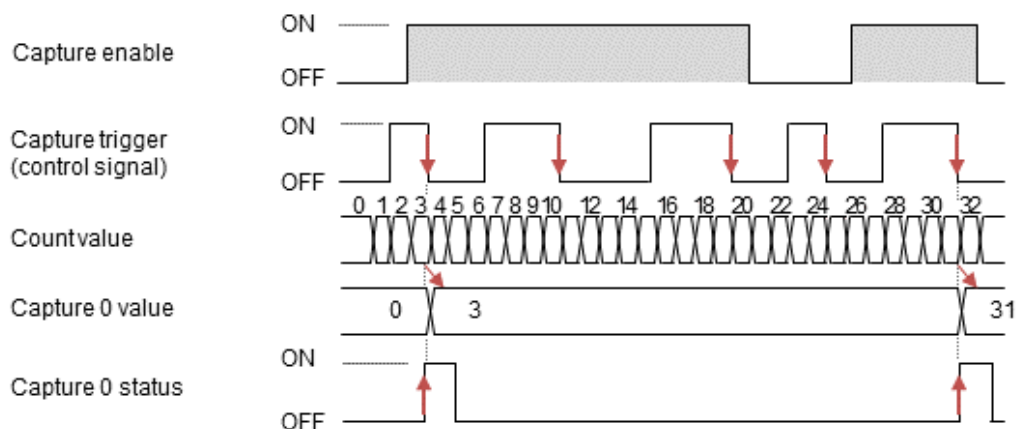 ON
Capture enable
OFF
ON
Capture trigger
(control signal)
OFF
0 1 2 3 4 5 6 7 8 9 10 12 14 16 18 20 22 24 26 28 30 32
Count value
Capture 0 value 0 3 31
ON
Capture 0 status
OFF